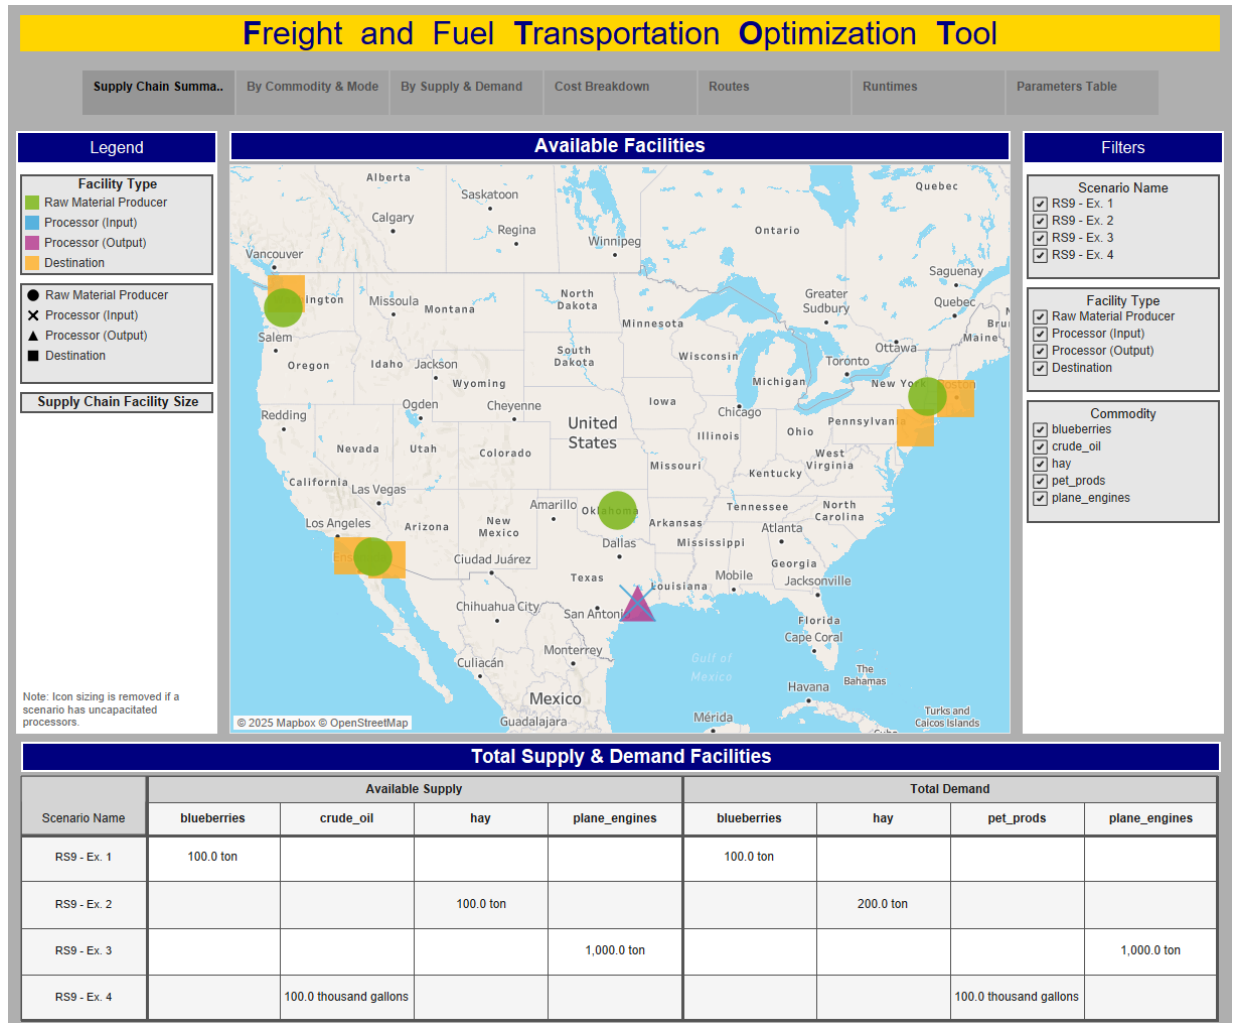 Freight and Fuel Transportation Optimization Tool
Supply Chain Summa..
By Commodity & Mode
By Supply & Demand
Cost Breakdown
Routes
Runtimes
Parameters Table
Legend
Facility Type
Raw Material Producer
Processor (Input)
Processor (Output)
Destination
Raw Material Producer
Processor (Input)
Processor (Output)
Destination
Supply Chain Facility Size
Note: Icon sizing is removed if a
scenario has uncapacitated
processors.
Available Facilities
Alberta
Saskatoon
Quebec
Calgary
Regina
Winnipeg
Ontario
Vancouver
Saguenay
ington
Missoula
Montana
North
Dakota
Minnesota
Greater
Sudbury
Quebec
Maine
Salem
Oregon
Idaho
Jackson
South
Dakota
Wisconsin
Ottawa
Toronto
Wyoming
Michigan
New York
Boston
Redding
Ogden
Cheyenne
Iowa
Chicago
Pennsylvani
United
States
Nevada
Utah
Colorado
Illinois
Ohio
West
Virginia
Missouri
Kentucky
California
Las Vegas
Los Angeles
Arizona
New
Mexico
Amarillo
Oklahoma
Arkansas
Tennessee
North
Carolina
Atlanta
Ens
Ciudad Juárez
Dallas
Mississippi
Georgia
Texas
Louisiana
Mobile
Jacksonville
Chihuahua City
San Antoni
Florida
Cape Coral
Monterrey
Gulf of
Mexico
Culiacán
The
Bahamas
Havana
Mexico
Guadalajara
Mérida
Turks and
Caicos Islands
Cuba
© 2025 Mapbox © OpenStreetMap
Filters
Scenario Name
RS9 - Ex. 1
RS9 - Ex. 2
RS9 - Ex. 3
RS9 - Ex. 4
Facility Type
Raw Material Producer
Processor (Input)
Processor (Output)
Destination
Commodity
blueberries
crude_oil
hay
pet_prods
plane_engines
Total Supply & Demand Facilities
Available Supply Total Demand
Scenario Name blueberries crude_oil hay plane_engines blueberries hay pet_prods plane_engines
RS9 - Ex. 1 100.0 ton 100.0 ton
RS9 - Ex. 2 100.0 ton 200.0 ton
RS9 - Ex. 3 1,000.0 ton 1,000.0 ton
RS9 - Ex. 4 100.0 thousand gallons 100.0 thousand gallons